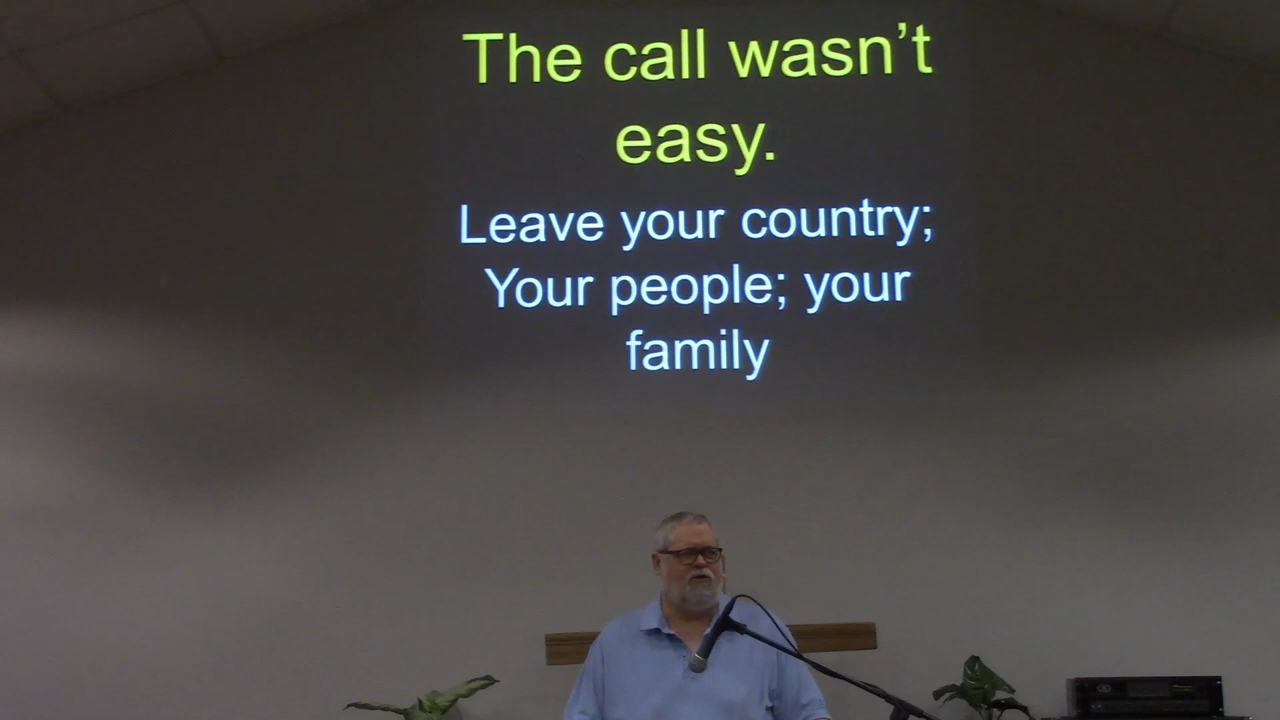 The call wasn’t
easy.
Leave your country;
Your people; your
family